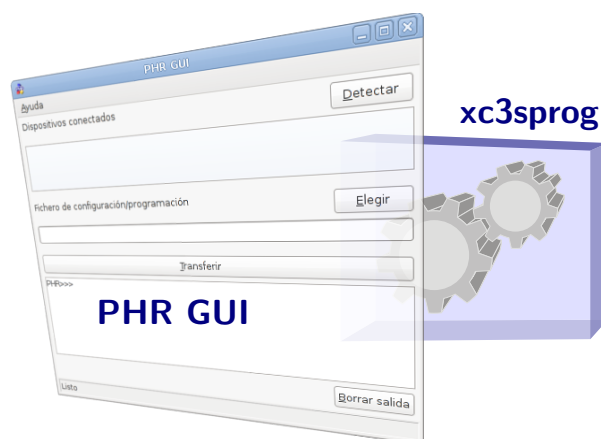 PHR GUI
Ayuda
Detectar
Dispositivos conectados
xc3sprog
Fichero de configuración/programación
Elegir
Transferir
PHR>>>
PHR GUI
Listo
Borrar salida